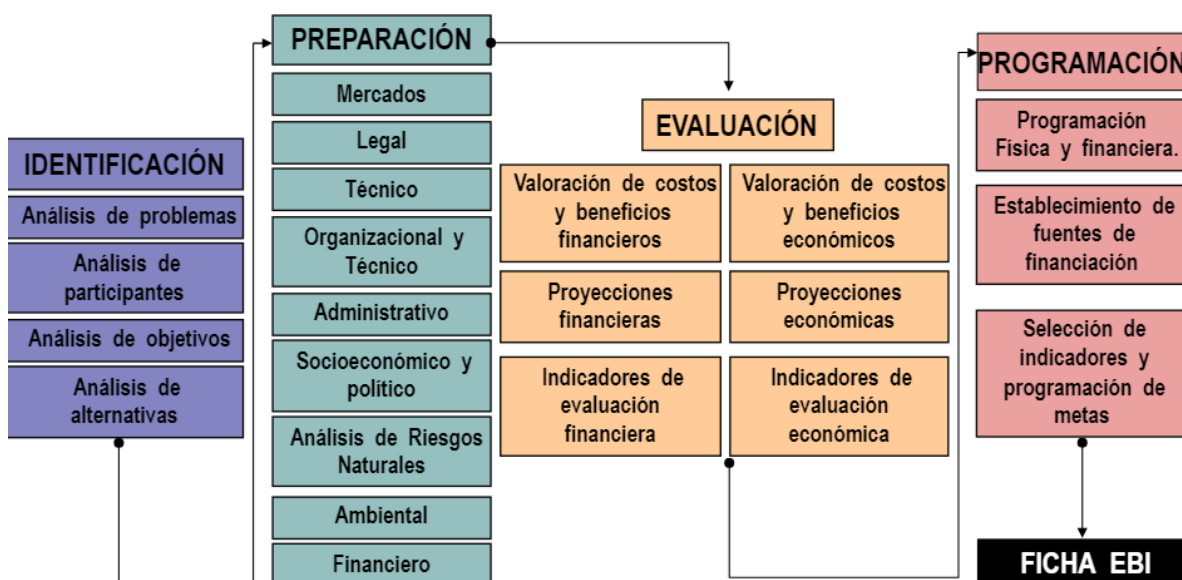 IDENTIFICACIÓN
Análisis de problemas
Análisis de
participantes
Análisis de objetivos
Análisis de
alternativas
PREPARACIÓN
Mercados
Legal
Técnico
Organizacional y
Técnico
Administrativo
Socioeconómico y
político
Análisis de Riesgos
Naturales
Ambiental
Financiero
EVALUACIÓN
Valoración de costos
y beneficios
financieros
Valoración de costos
y beneficios
económicos
Proyecciones
financieras
Proyecciones
económicas
Indicadores de
evaluación
financiera
Indicadores de
evaluación
económica
PROGRAMACIÓN
Programación
Física y financiera.
Establecimiento de
fuentes de
financiación
Selección de
indicadores y
programación de
metas
FICHA EBI